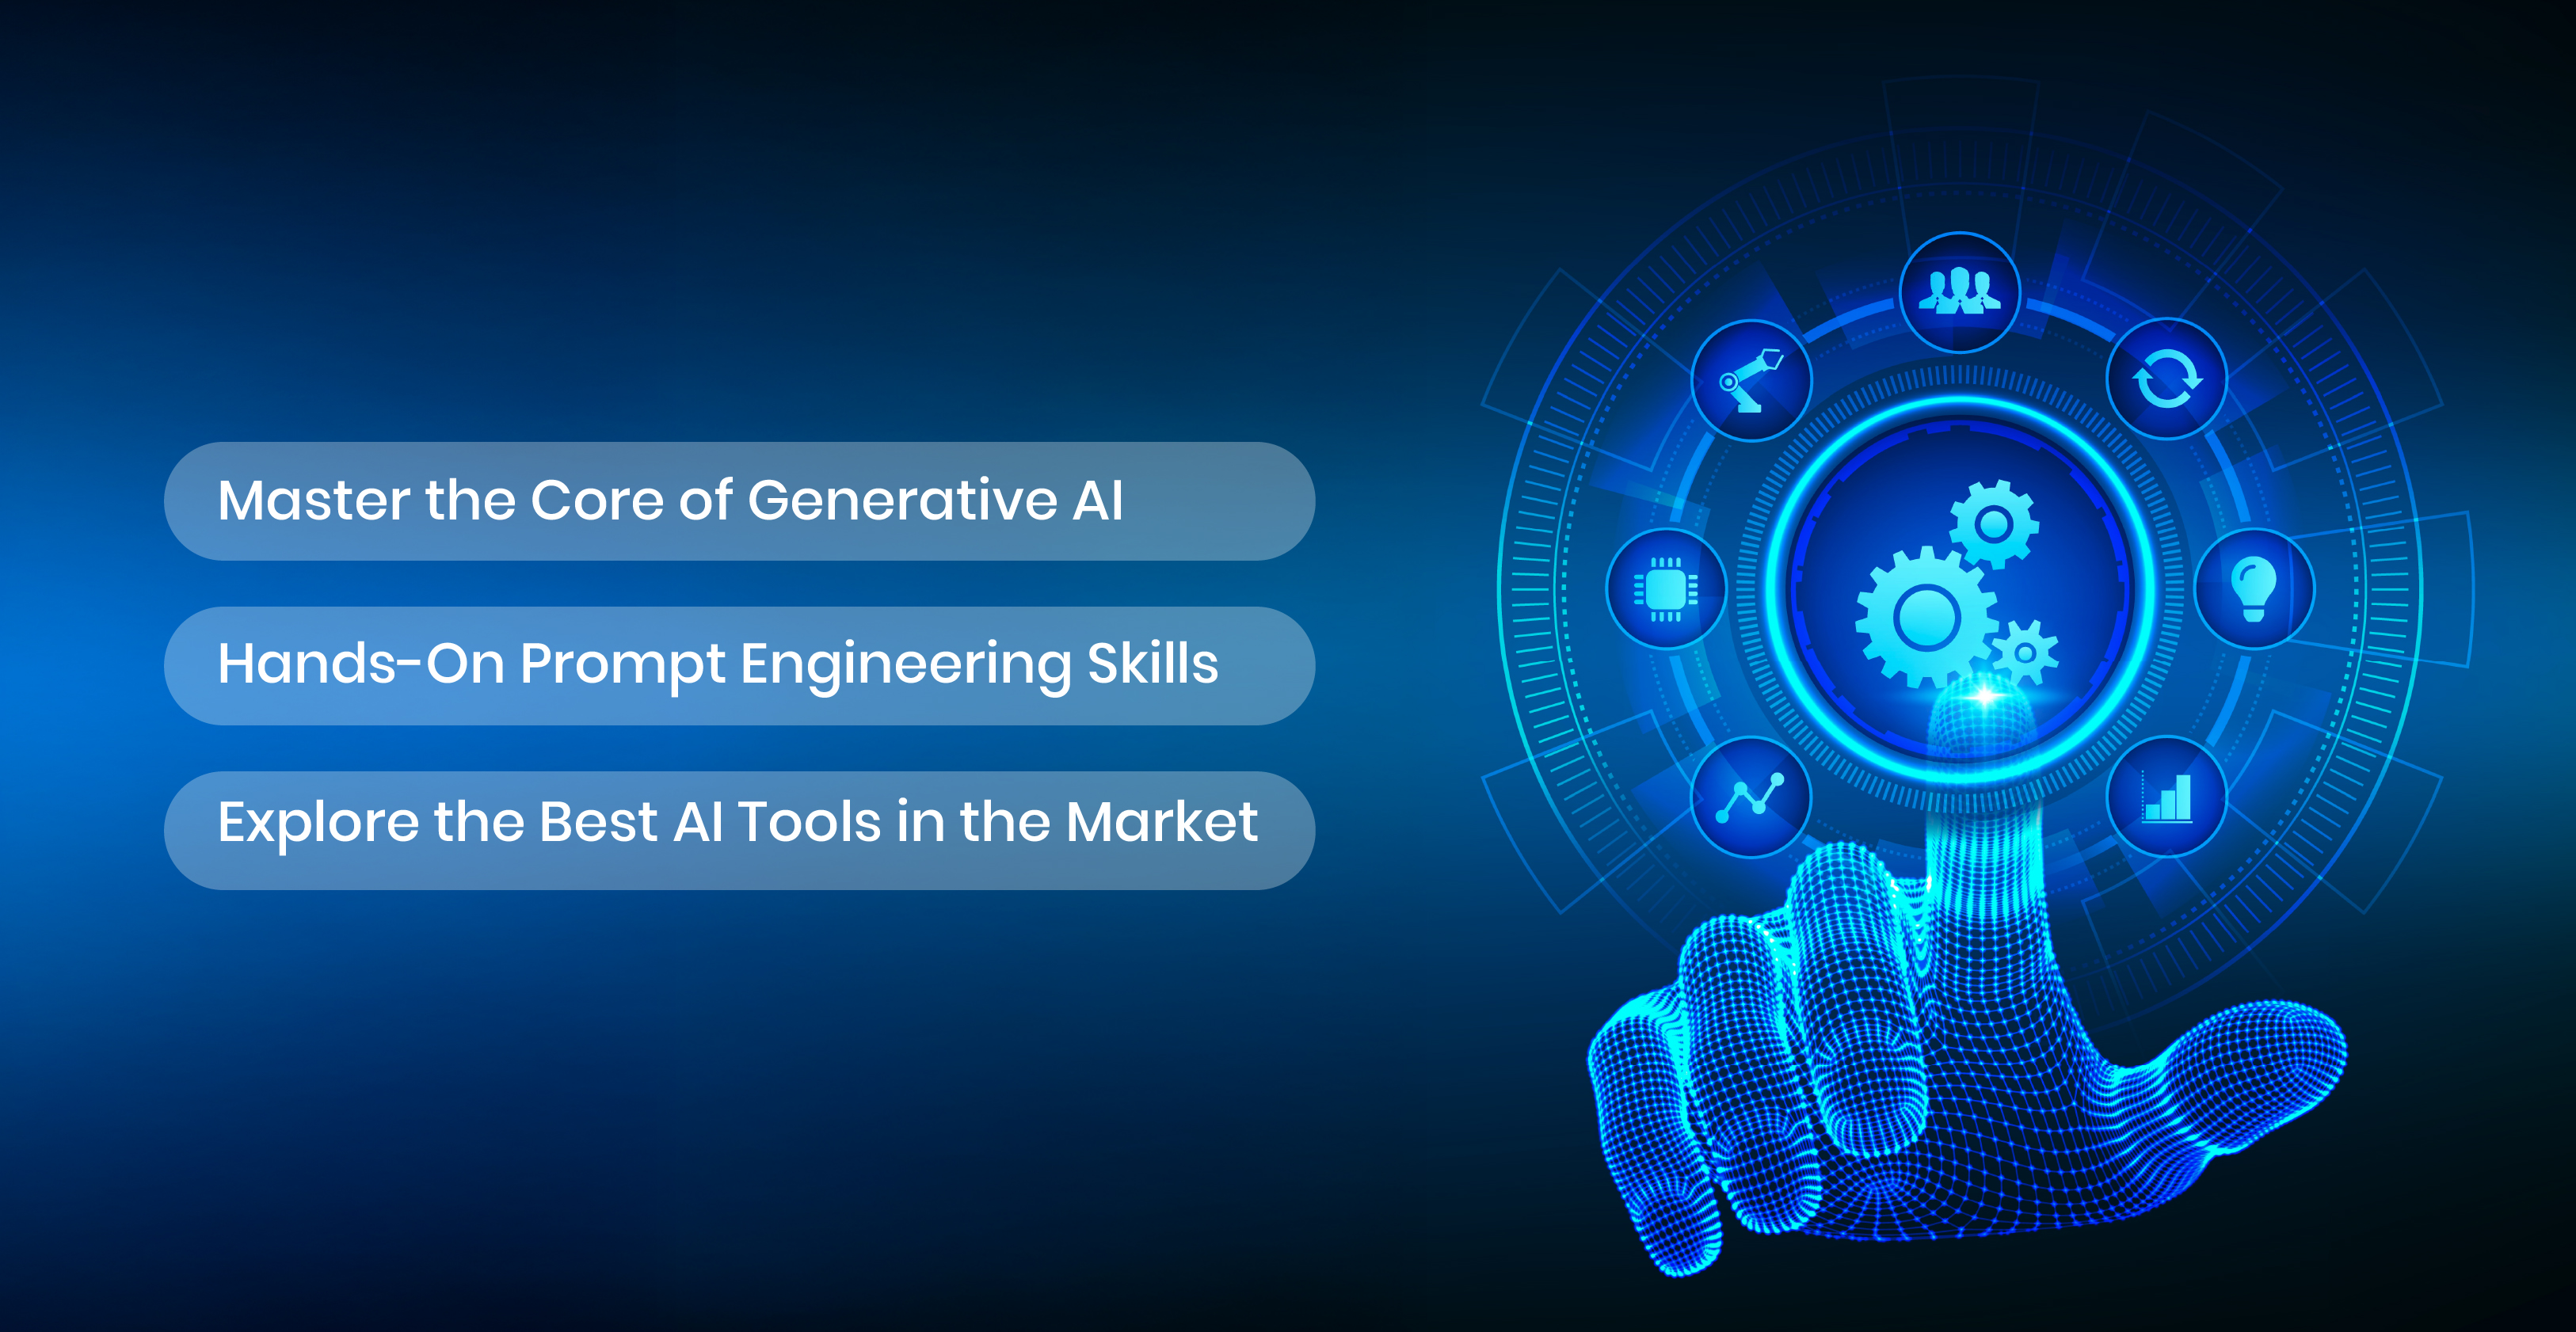 Master the Core of Generative AI
Hands-On Prompt Engineering Skills
Explore the Best AI Tools in the Market